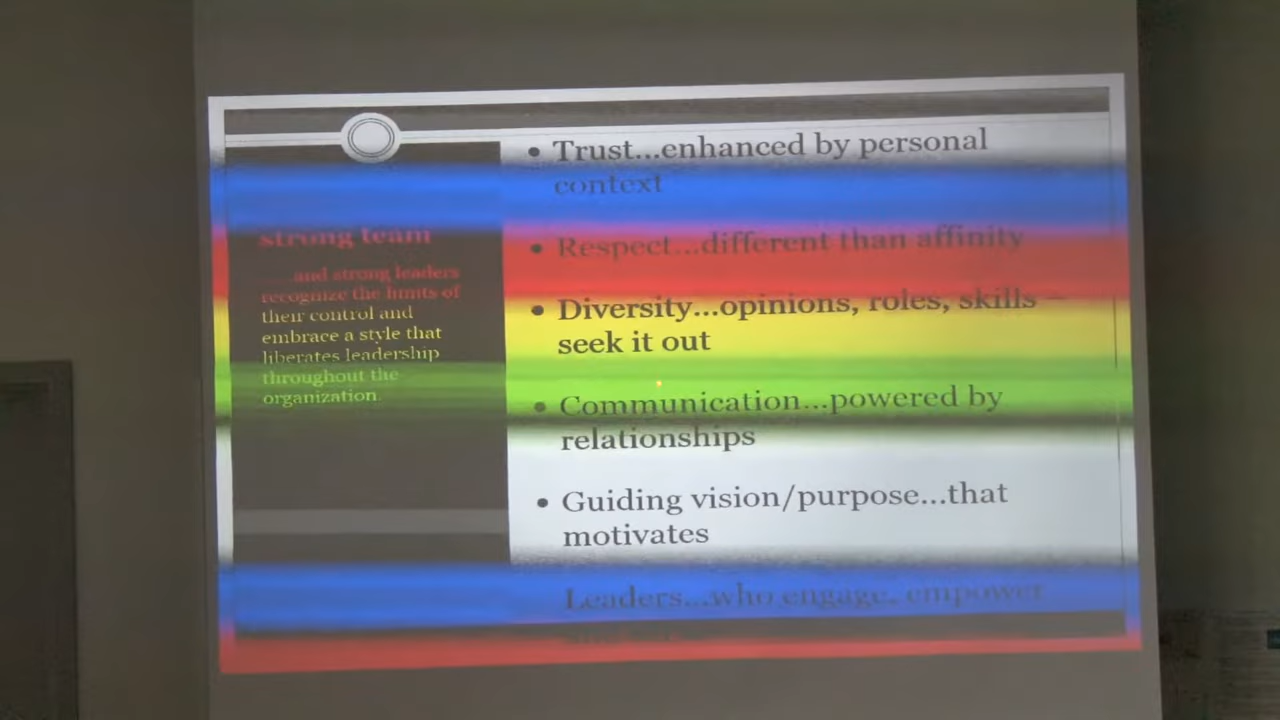 strong team
...and strong leaders
recognize the limits of
their control and
embrace a style that
liberates leadership
throughout the
organization.
• Trust...enhanced by personal
context
• Respect...different than affinity
• Diversity...opinions, roles, skills –
seek it out
• Communication...powered by
relationships
• Guiding vision/purpose...that
motivates
Leaders...who engage, empower